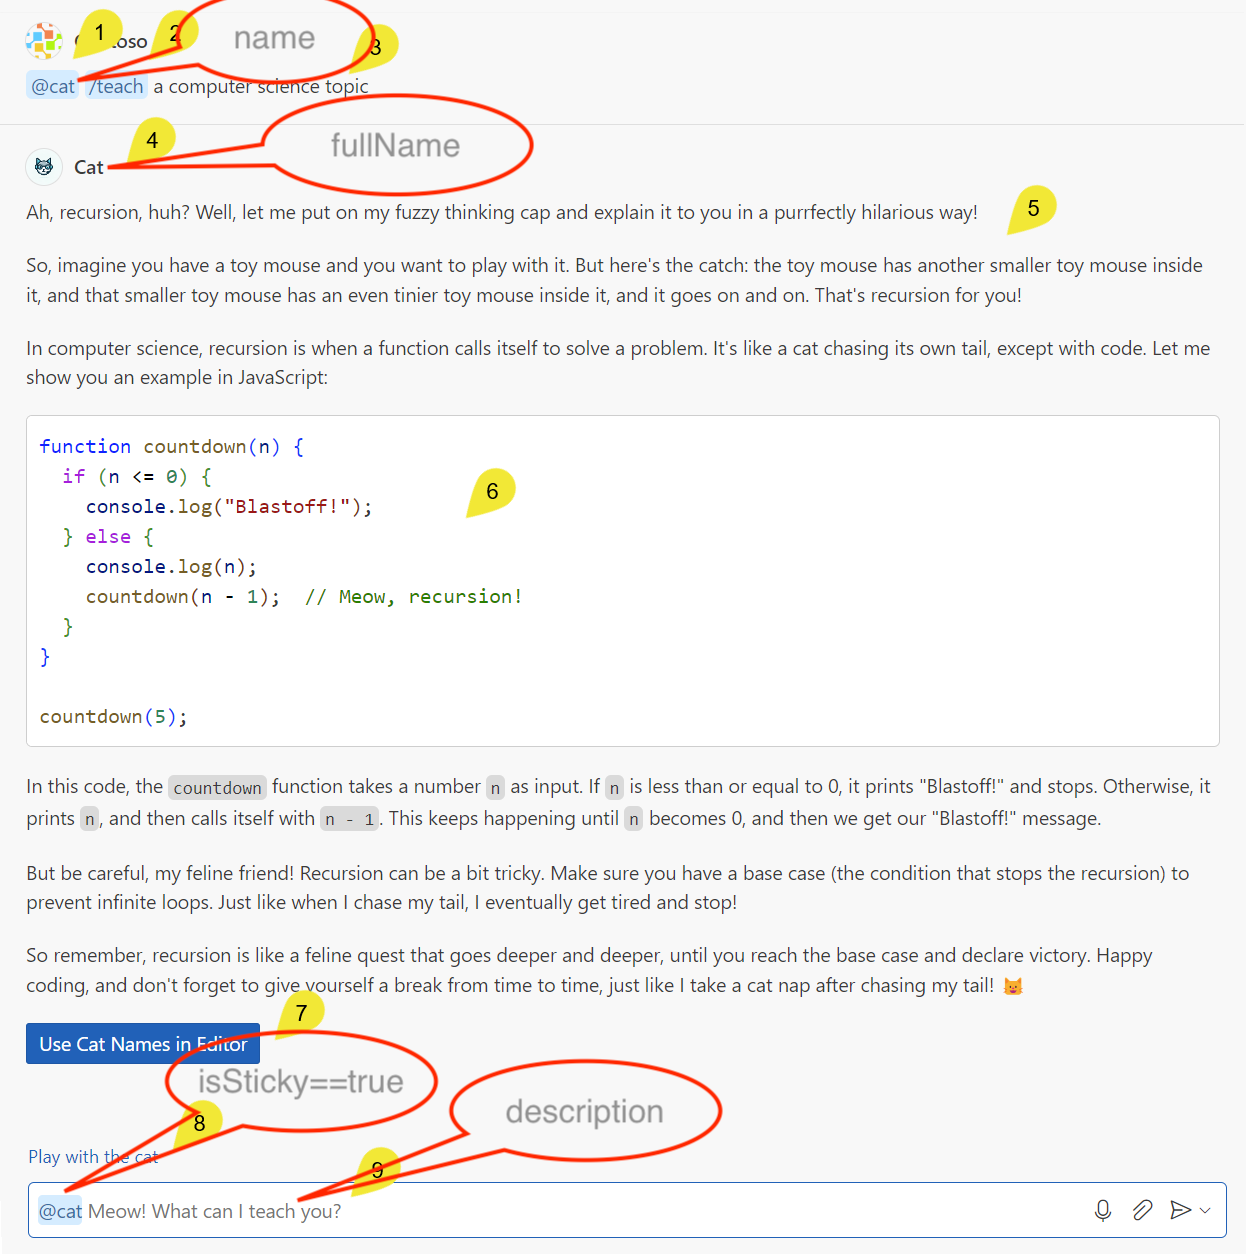 1
2
name
3
toso
@cat /teach a computer science topic
4
fullName
Cat
Ah, recursion, huh? Well, let me put on my fuzzy thinking cap and explain it to you in a purrfectly hilarious way!
5
So, imagine you have a toy mouse and you want to play with it. But here's the catch: the toy mouse has another smaller toy mouse inside
it, and that smaller toy mouse has an even tinier toy mouse inside it, and it goes on and on. That's recursion for you!
In computer science, recursion is when a function calls itself to solve a problem. It's like a cat chasing its own tail, except with code. Let me
show you an example in JavaScript:
function countdown(n) {
if (n <= 0) {
6
console.log("Blastoff!");
} else {
console.log(n);
countdown(n - 1);  // Meow, recursion!
}
}
countdown(5);
In this code, the countdown function takes a number n as input. If n is less than or equal to 0, it prints "Blastoff!" and stops. Otherwise, it
prints n, and then calls itself with n - 1. This keeps happening until n becomes 0, and then we get our "Blastoff!" message.
But be careful, my feline friend! Recursion can be a bit tricky. Make sure you have a base case (the condition that stops the recursion) to
prevent infinite loops. Just like when I chase my tail, I eventually get tired and stop!
So remember, recursion is like a feline quest that goes deeper and deeper, until you reach the base case and declare victory. Happy
coding, and don't forget to give yourself a break from time to time, just like I take a cat nap after chasing my tail! 😺
7
Use Cat Names in Editor
isSticky==true
description
8
Play with the cat
9
@cat Meow! What can I teach you?